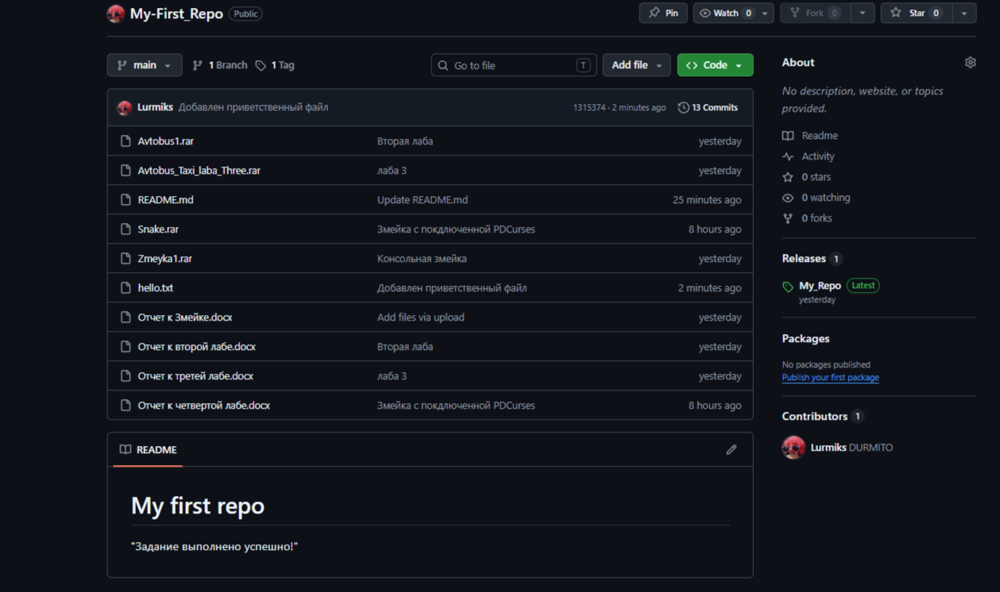 My-First_Repo Public Pin Watch 0 Fork 0 Star 0
main 1 Branch 1 Tag Go to file T Add file Code
Lurmiks Добавлен приветственный файл 1315374 · 2 minutes ago 13 Commits
Avtobus1.rar Вторая лаба yesterday
Avtobus_Taxi_laba_Three.rar лаба 3 yesterday
README.md Update README.md 25 minutes ago
Snake.rar Змейка с покдлюченной PDCurses 8 hours ago
Zmeyka1.rar Консольная змейка yesterday
hello.txt Добавлен приветственный файл 2 minutes ago
Отчет к Змейке.docx Add files via upload yesterday
Отчет к второй лабе.docx Вторая лаба yesterday
Отчет к третей лабе.docx лаба 3 yesterday
Отчет к четвертой лабе.docx Змейка с покдлюченной PDCurses 8 hours ago
README
My first repo
"Задание выполнено успешно!"
About
No description, website, or topics
provided.
Readme
Activity
0 stars
0 watching
0 forks
Releases 1
My_Repo Latest
yesterday
Packages
No packages published
Publish your first package
Contributors 1
Lurmiks DURMITO